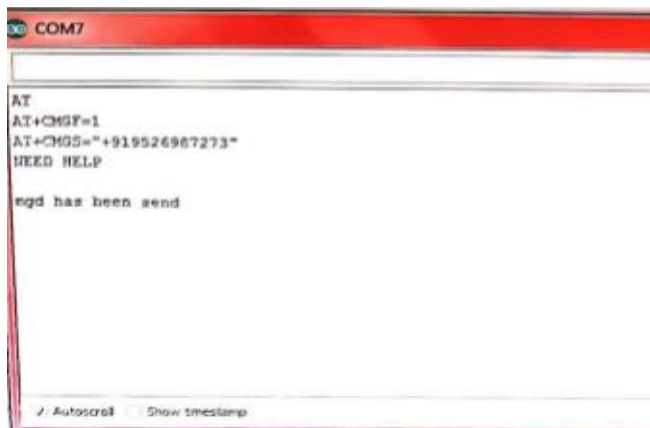 COM7
AT
AT+CMGF=1
AT+CMGS="+919526987273"
NEED HELP
mgd has been send
Autoscroll Show timestamp